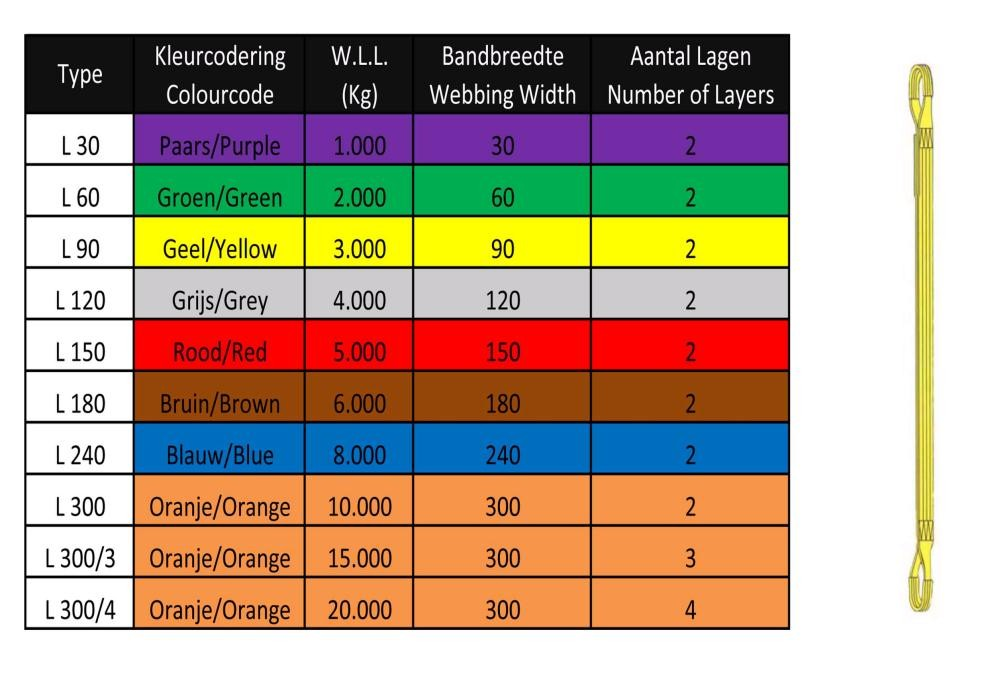 Type Kleurcodering Colourcode W.L.L. (Kg) Bandbreedte Webbing Width Aantal Lagen Number of Layers
L 30 Paars/Purple 1.000 30 2
L 60 Groen/Green 2.000 60 2
L 90 Geel/Yellow 3.000 90 2
L 120 Grijs/Grey 4.000 120 2
L 150 Rood/Red 5.000 150 2
L 180 Bruin/Brown 6.000 180 2
L 240 Blauw/Blue 8.000 240 2
L 300 Oranje/Orange 10.000 300 2
L 300/3 Oranje/Orange 15.000 300 3
L 300/4 Oranje/Orange 20.000 300 4